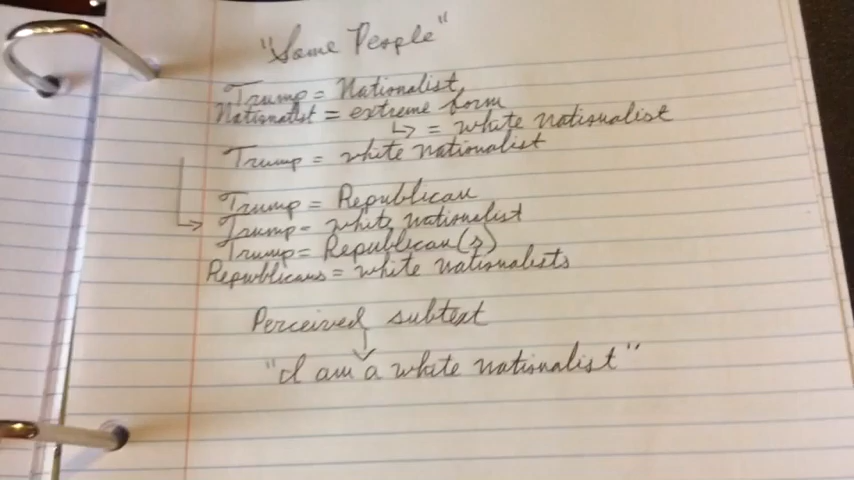 "Some People"
Trump = Nationalist
Nationalist = extreme form
↳ = white nationalist
Trump = white nationalist
Trump = Republican
Trump = white nationalist
Trump = Republican(s)
Republicans = white nationalists
Perceived subtext
"I am a white nationalist"